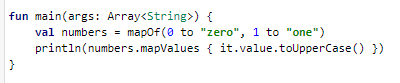 fun main(args: Array<String>) {
    val numbers = mapOf(0 to "zero", 1 to "one")
    println(numbers.mapValues { it.value.toUpperCase() })
}